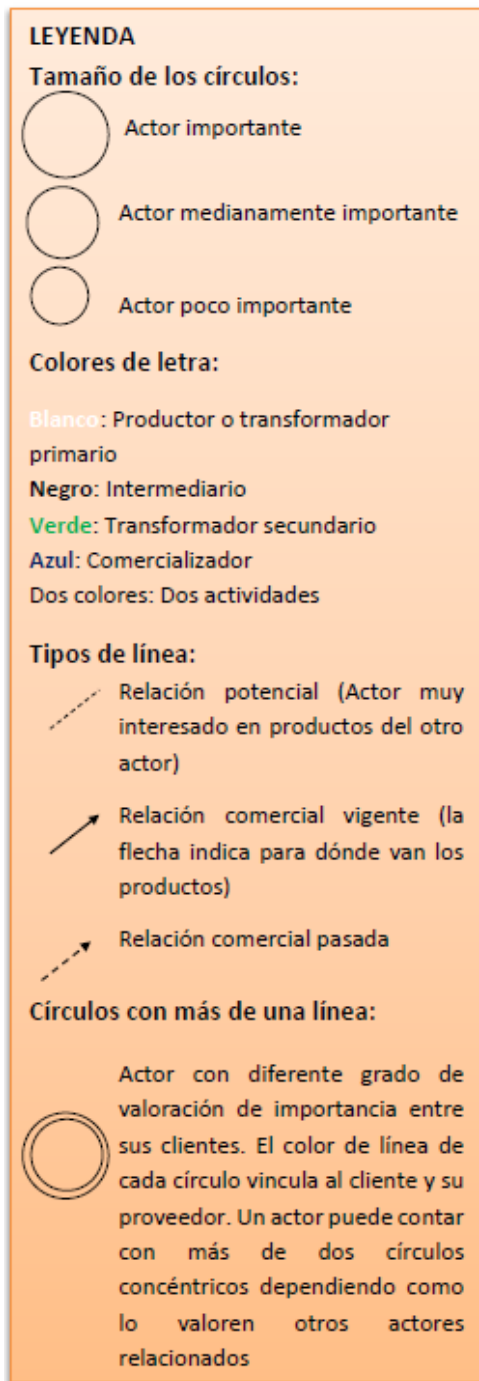 LEYENDA
Tamaño de los círculos:
Actor importante
Actor medianamente importante
Actor poco importante
Colores de letra:
Blanco: Productor o transformador
primario
Negro: Intermediario
Verde: Transformador secundario
Azul: Comercializador
Dos colores: Dos actividades
Tipos de línea:
Relación potencial (Actor muy
interesado en productos del otro
actor)
Relación comercial vigente (la
flecha indica para dónde van los
productos)
Relación comercial pasada
Círculos con más de una línea:
Actor con diferente grado de
valoración de importancia entre
sus clientes. El color de línea de
cada círculo vincula al cliente y su
proveedor. Un actor puede contar
con más de dos círculos
concéntricos dependiendo como
lo valoren otros actores
relacionados